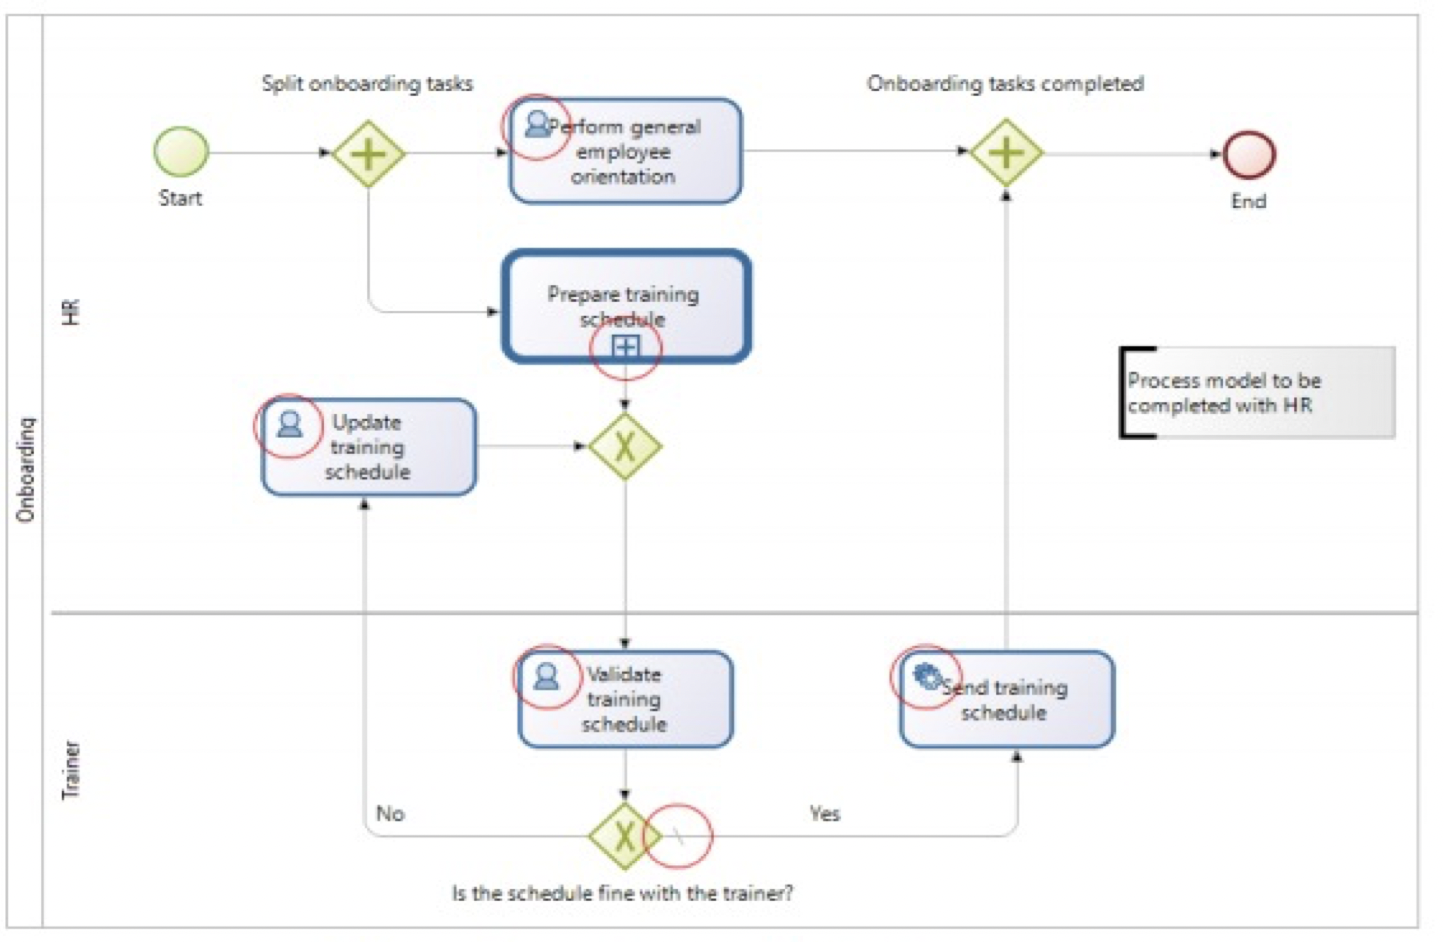 Split onboarding tasks
Onboarding tasks completed
Perform general
employee
orientation
Start
End
Prepare training
schedule
HR
Process model to be
completed with HR
Update
training
schedule
X
Onboarding
Validate
training
schedule
Send training
schedule
Trainer
No
X
Yes
Is the schedule fine with the trainer?